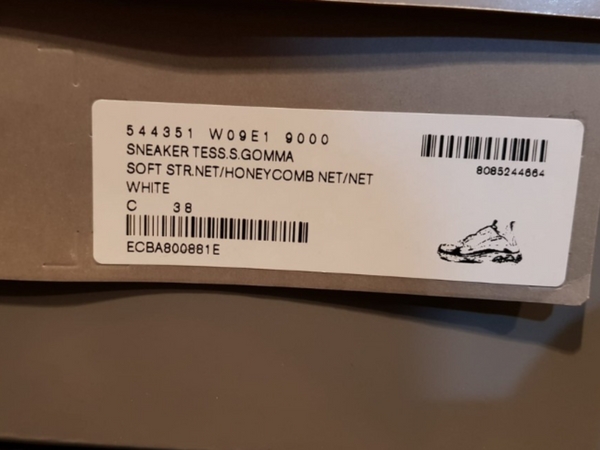 544351 W09E1 9000
SNEAKER TESS.S.GOMMA
SOFT STR.NET/HONEYCOMB NET/NET
WHITE
C 38
ECBA800881E
8085244664